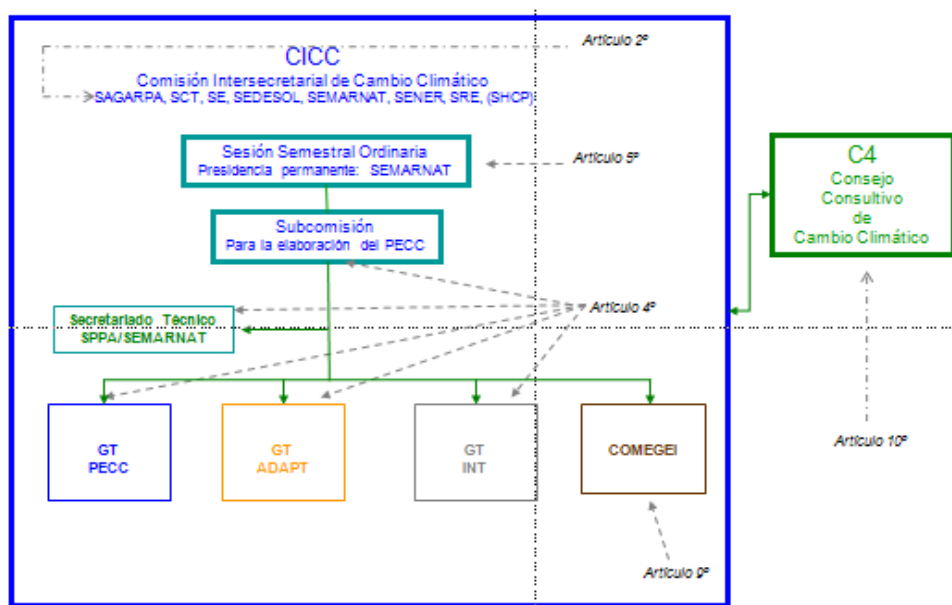 Artículo 2º
CICC
Comisión Intersecretarial de Cambio Climático
SAGARPA, SCT, SE, SEDESOL, SEMARNAT, SENER, SRE, (SHCP)
Sesión Semestral Ordinaria
Presidencia permanente: SEMARNAT
Artículo 5º
C4
Consejo
Consultivo
de
Cambio Climático
Subcomisión
Para la elaboración del PECC
Artículo 4º
Secretariado Técnico
SPPA/SEMARNAT
GT
PECC
GT
ADAPT
GT
INT
COMEGEI
Artículo 10º
Artículo 9º